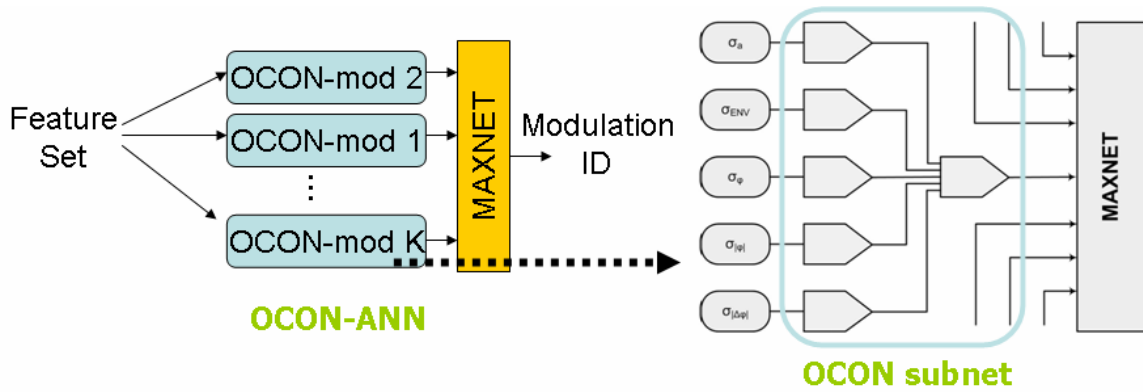 Feature
Set
OCON-mod 2
OCON-mod 1
⋮
OCON-mod K
MAXNET
Modulation
ID
OCON-ANN
σa
σENV
σφ
σ|φ|
σ|Δφ|
MAXNET
OCON subnet